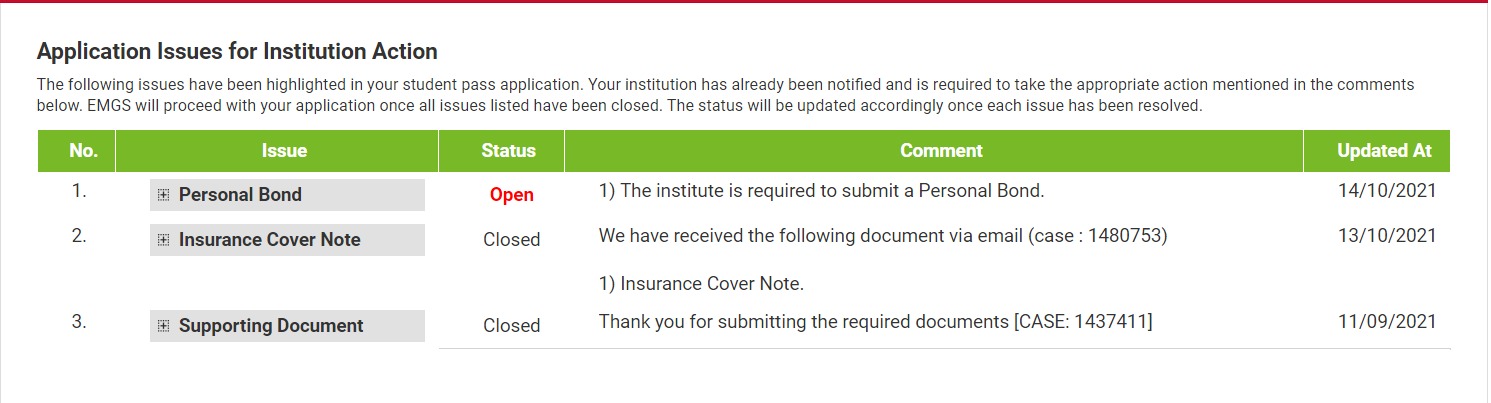 Application Issues for Institution Action
The following issues have been highlighted in your student pass application. Your institution has already been notified and is required to take the appropriate action mentioned in the comments
below. EMGS will proceed with your application once all issues listed have been closed. The status will be updated accordingly once each issue has been resolved.
No. Issue Status Comment Updated At
1. Personal Bond Open 1) The institute is required to submit a Personal Bond. 14/10/2021
2. Insurance Cover Note Closed We have received the following document via email (case : 1480753) 13/10/2021
1) Insurance Cover Note.
3. Supporting Document Closed Thank you for submitting the required documents [CASE: 1437411] 11/09/2021